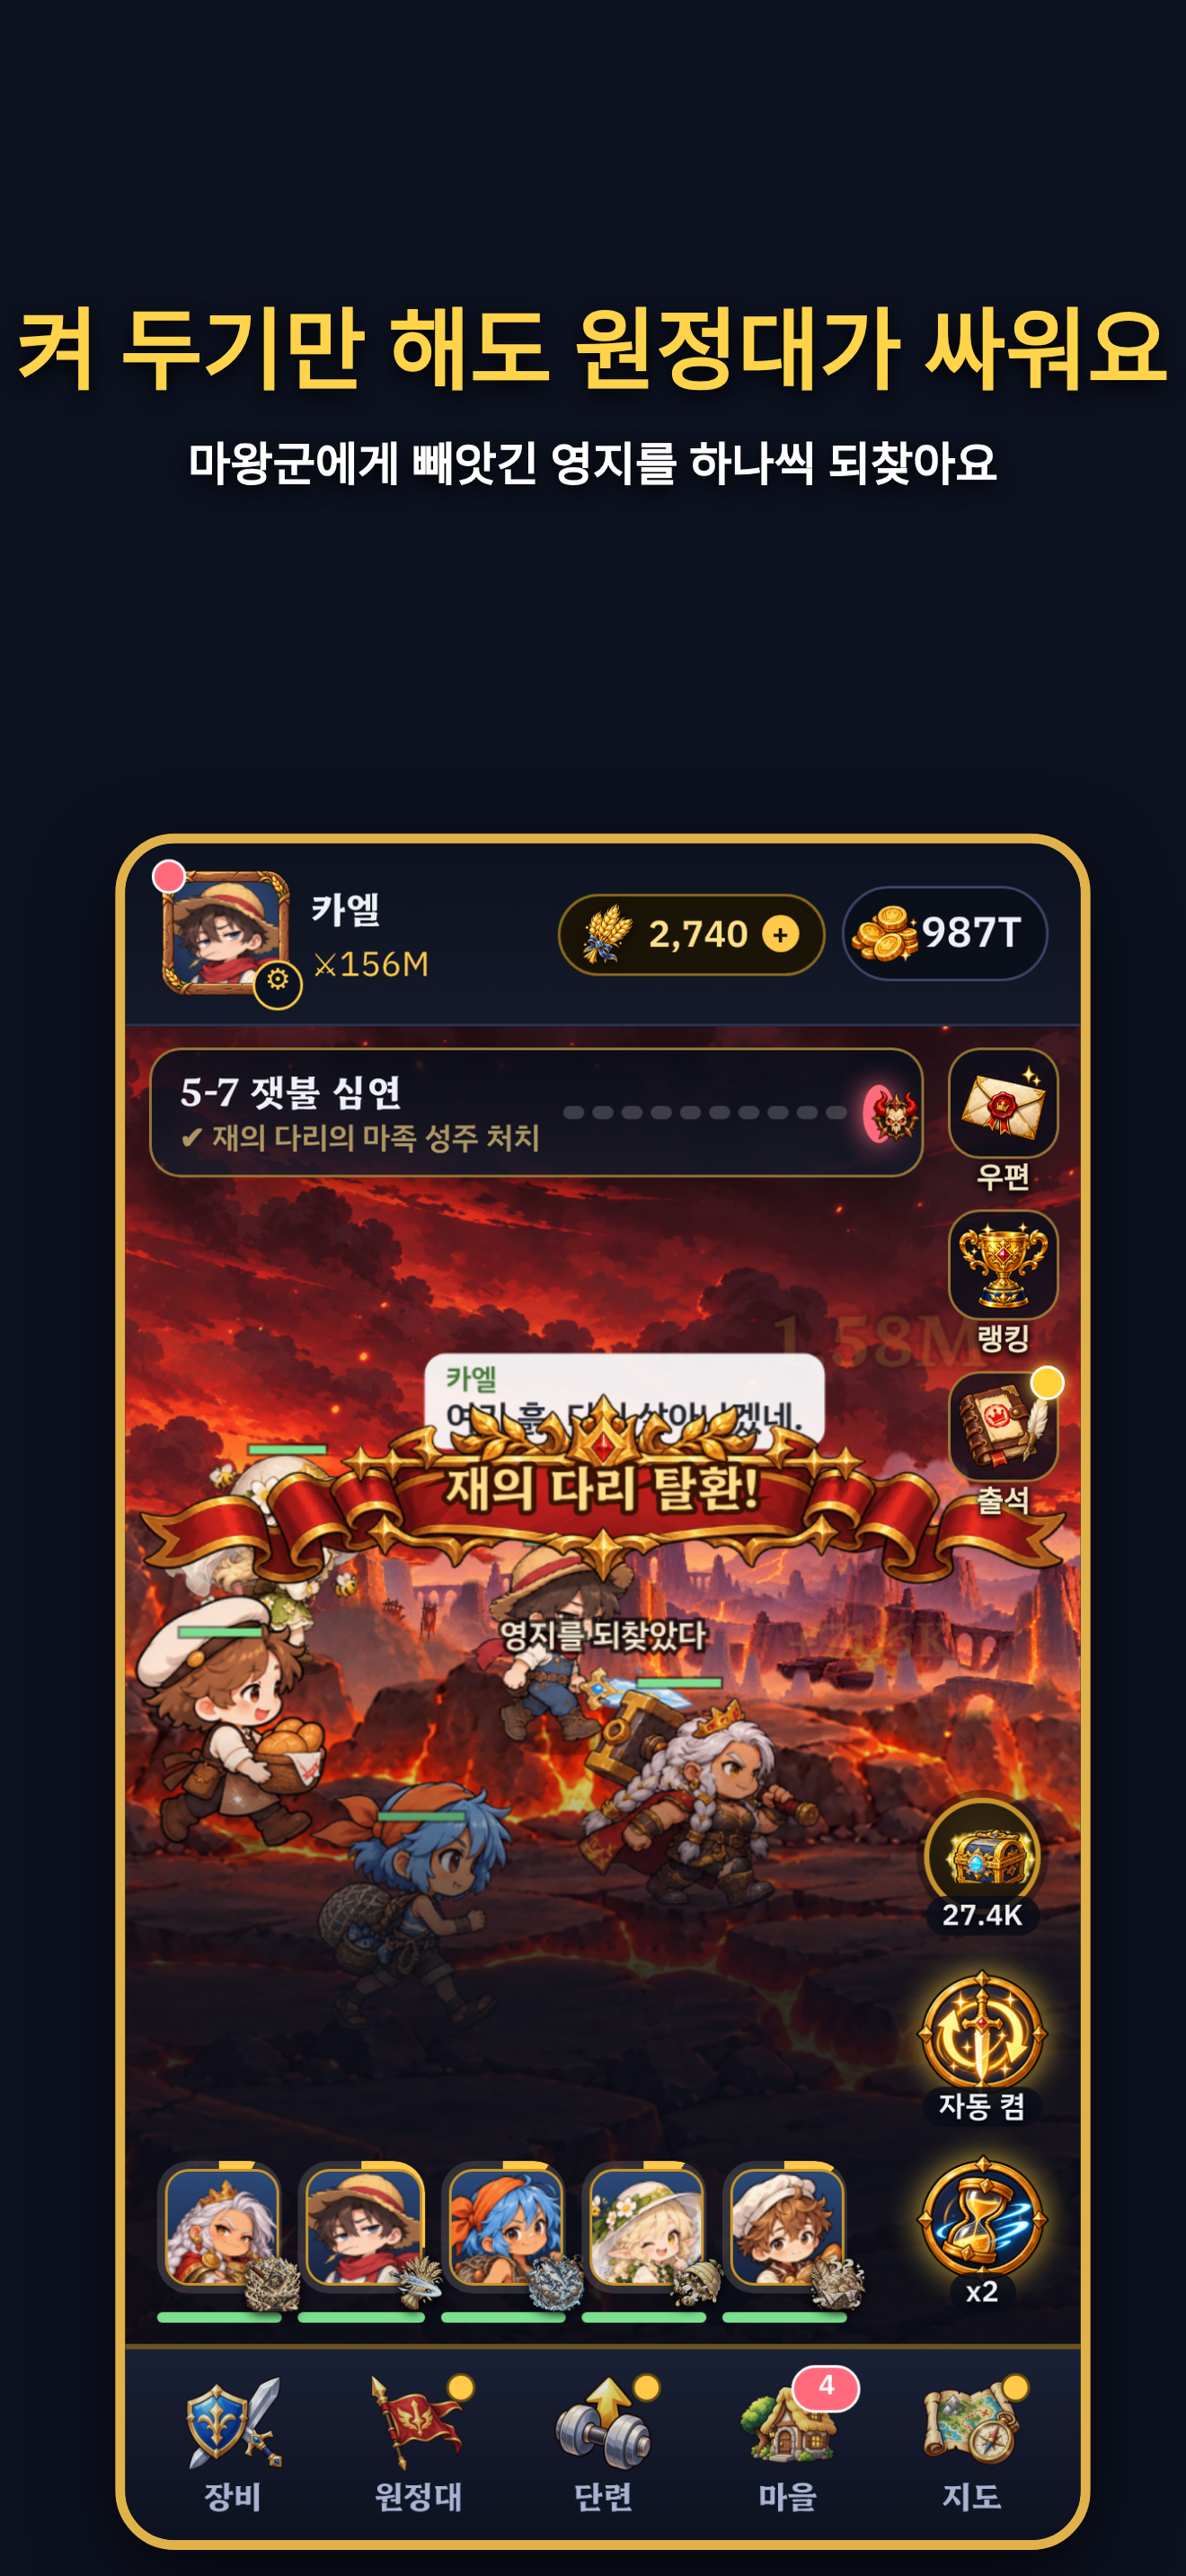 켜 두기만 해도 원정대가 싸워요
마왕군에게 빼앗긴 영지를 하나씩 되찾아요
카엘
⚔156M
2,740 +
987T
5-7 잿불 심연
✔ 재의 다리의 마족 성주 처치
우편
랭킹
1.58M
출석
카엘
재의 다리 탈환!
영지를 되찾았다
27.4K
자동 켬
x2
4
장비
원정대
단련
마을
지도